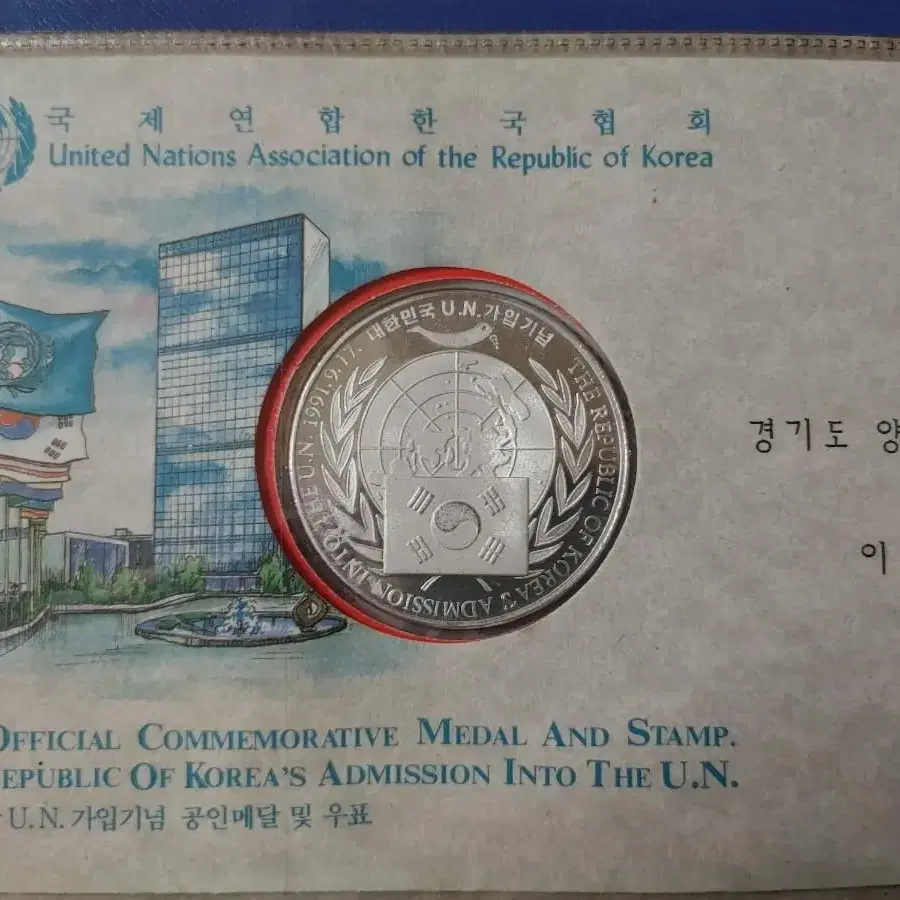 국제연합한국협회
United Nations Association of the Republic of Korea
대한민국 U.N.가입기념
THE REPUBLIC OF KOREA'S ADMISSION INTO THE U.N. 1991.9.17.
경기도 양
이
OFFICIAL COMMEMORATIVE MEDAL AND STAMP.
REPUBLIC OF KOREA'S ADMISSION INTO THE U.N.
U.N.가입기념 공인메달 및 우표